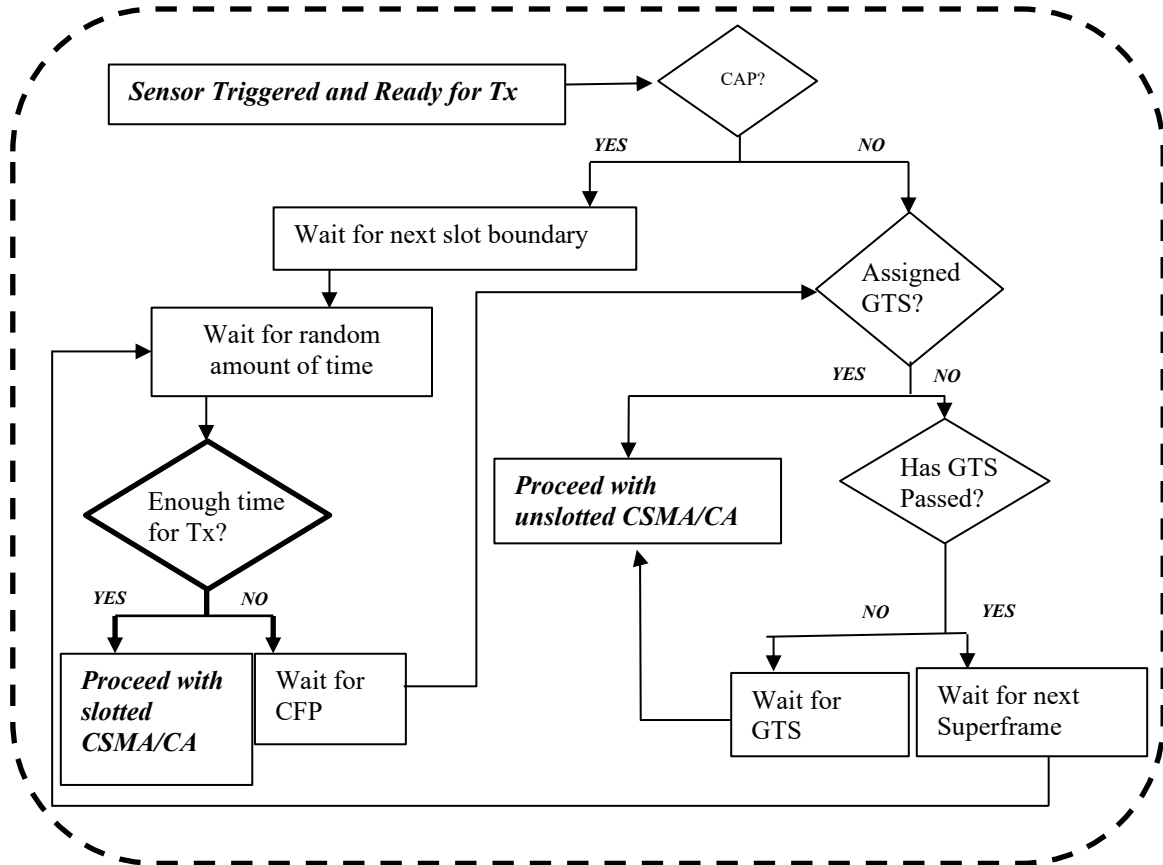 Sensor Triggered and Ready for Tx
CAP?
YES
NO
Wait for next slot boundary
Assigned
GTS?
Wait for random
amount of time
YES
NO
Enough time
for Tx?
Proceed with
unslotted CSMA/CA
Has GTS
Passed?
YES
NO
NO
YES
Proceed with
slotted
CSMA/CA
Wait for
CFP
Wait for
GTS
Wait for next
Superframe